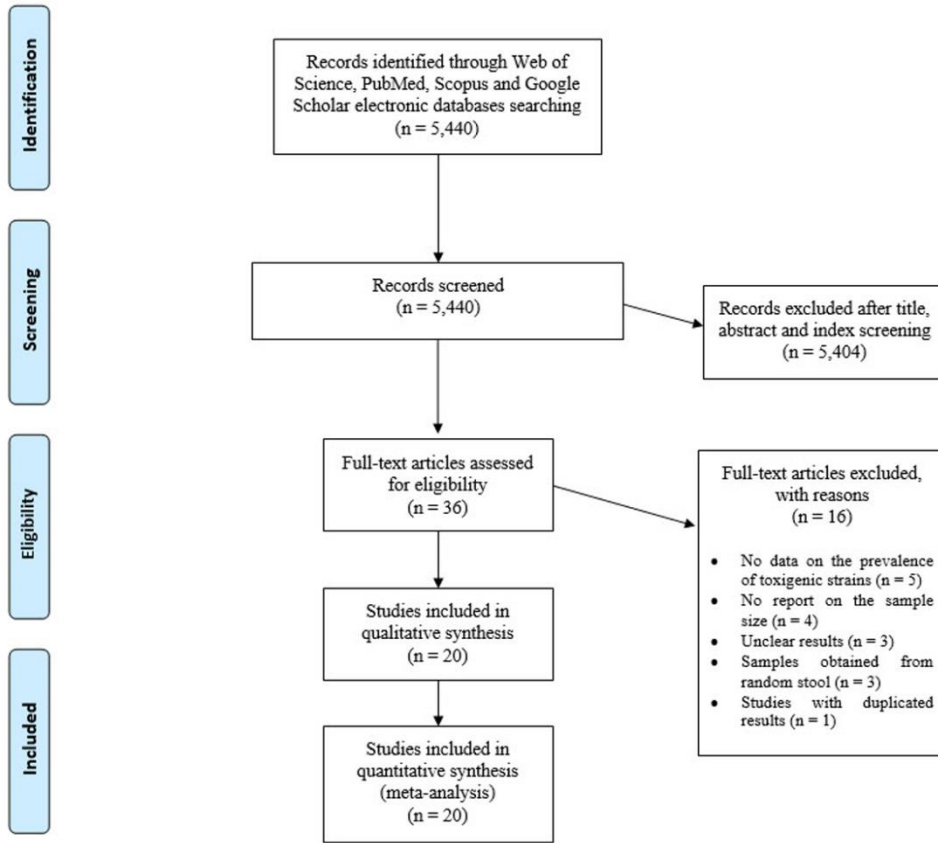 Identification
Records identified through Web of
Science, PubMed, Scopus and Google
Scholar electronic databases searching
(n = 5,440)
Screening
Records screened
(n = 5,440)
Records excluded after title,
abstract and index screening
(n = 5,404)
Eligibility
Full-text articles assessed
for eligibility
(n = 36)
Full-text articles excluded,
with reasons
(n = 16)
• No data on the prevalence
of toxigenic strains (n = 5)
• No report on the sample
size (n = 4)
• Unclear results (n = 3)
• Samples obtained from
random stool (n = 3)
• Studies with duplicated
results (n = 1)
Studies included in
qualitative synthesis
(n = 20)
Included
Studies included in
quantitative synthesis
(meta-analysis)
(n = 20)